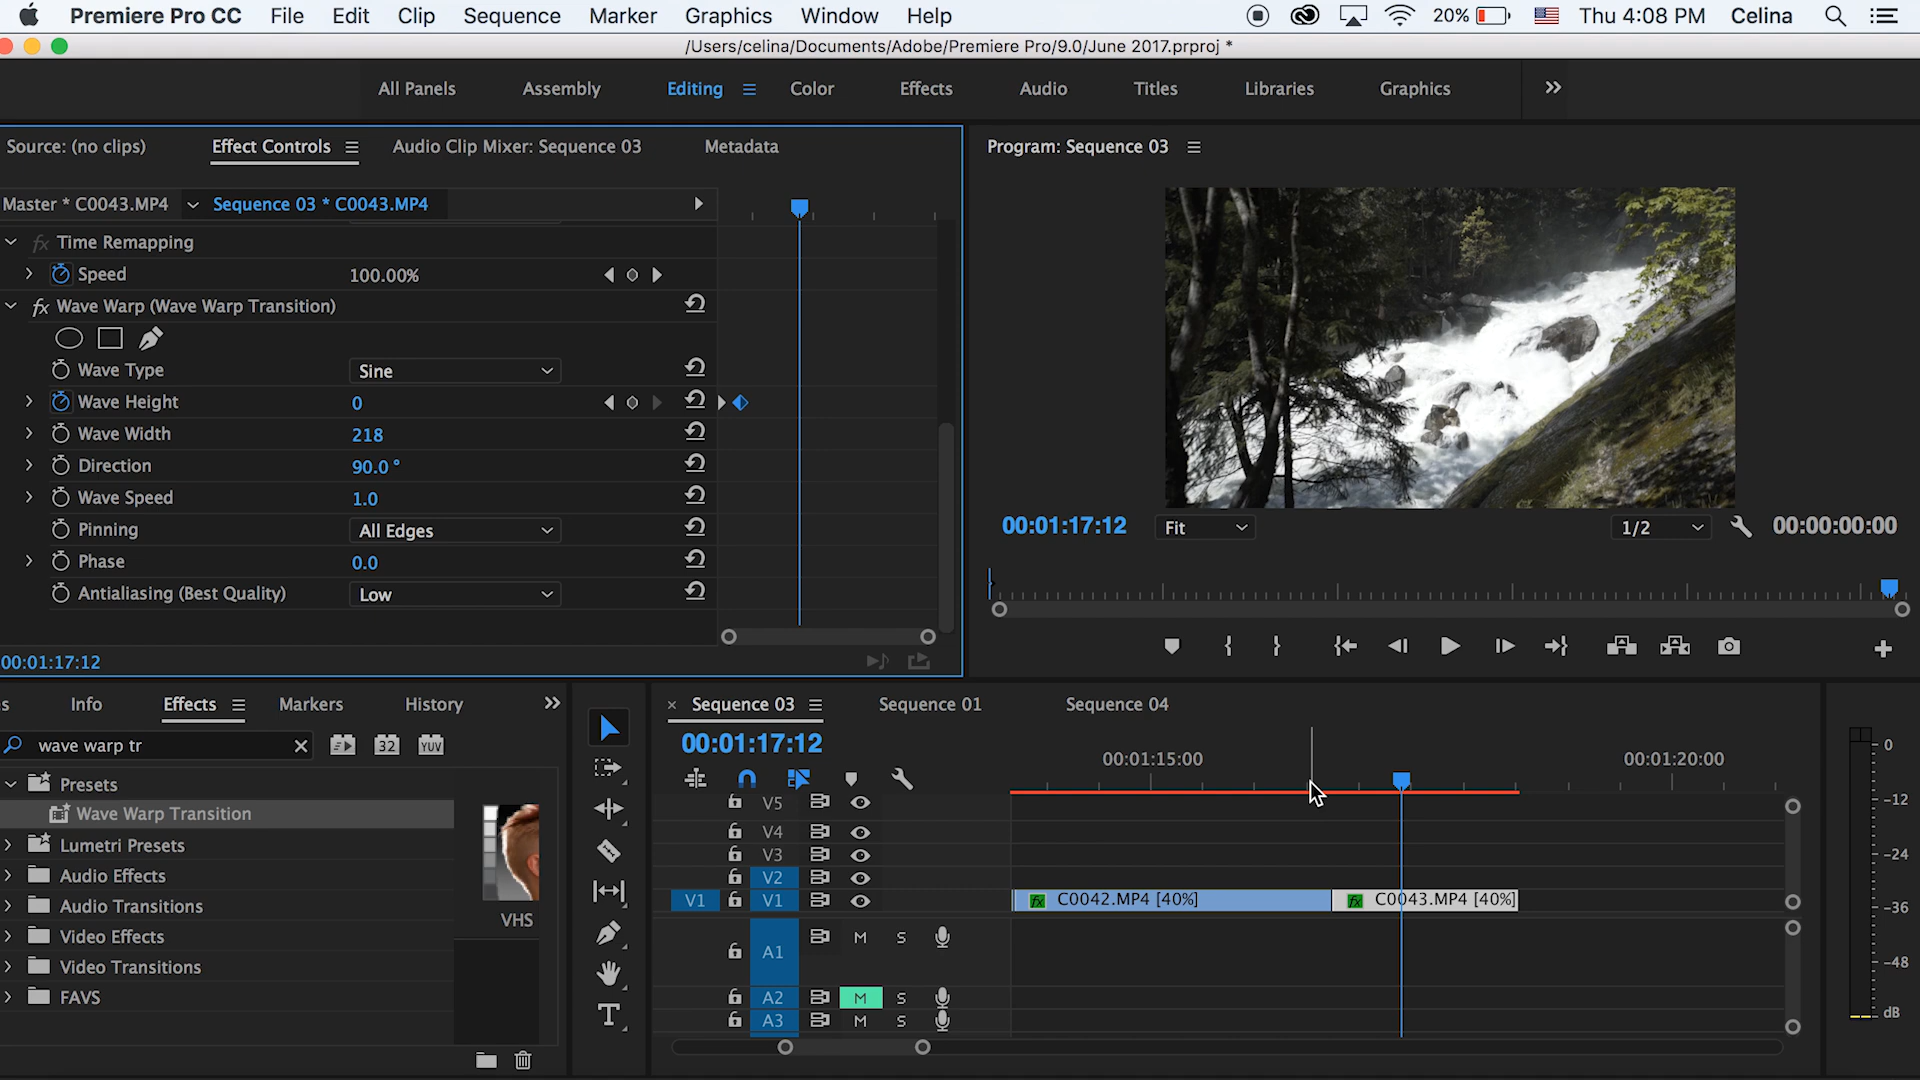 Premiere Pro CC File Edit Clip Sequence Marker Graphics Window Help 20% Thu 4:08 PM Celina
/Users/celina/Documents/Adobe/Premiere Pro/9.0/June 2017.prproj *
All Panels Assembly Editing Color Effects Audio Titles Libraries Graphics
Source: (no clips) Effect Controls Audio Clip Mixer: Sequence 03 Metadata
Master * C0043.MP4 Sequence 03 * C0043.MP4
fx Time Remapping
Speed 100.00%
fx Wave Warp (Wave Warp Transition)
Wave Type Sine
Wave Height 0
Wave Width 218
Direction 90.0 °
Wave Speed 1.0
Pinning All Edges
Phase 0.0
Antialiasing (Best Quality) Low
00:01:17:12
Program: Sequence 03
00:01:17:12 Fit 1/2 00:00:00:00
s Info Effects Markers History
wave warp tr 32 YUV
Presets
Wave Warp Transition
Lumetri Presets
Audio Effects
Audio Transitions
Video Effects
Video Transitions
FAVS
VHS
T
× Sequence 03 Sequence 01 Sequence 04
00:01:17:12
00:01:15:00 00:01:20:00
V5
V4
V3
V2
V1 V1 fx C0042.MP4 [40%] fx C0043.MP4 [40%]
A1 M S
A2 M S
A3 M S
0
-12
-24
-36
-48
dB